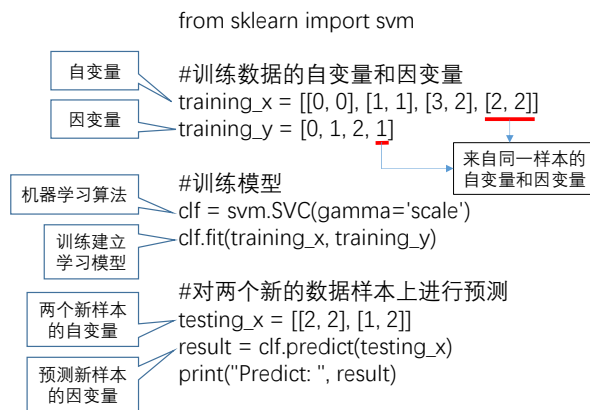 from sklearn import svm
自变量
#训练数据的自变量和因变量
training_x = [[0, 0], [1, 1], [3, 2], [2, 2]]
因变量
training_y = [0, 1, 2, 1]
来自同一样本的
自变量和因变量
#训练模型
机器学习算法
clf = svm.SVC(gamma='scale')
训练建立
学习模型
clf.fit(training_x, training_y)
#对两个新的数据样本上进行预测
两个新样本
的自变量
testing_x = [[2, 2], [1, 2]]
result = clf.predict(testing_x)
预测新样本
的因变量
print("Predict: ", result)